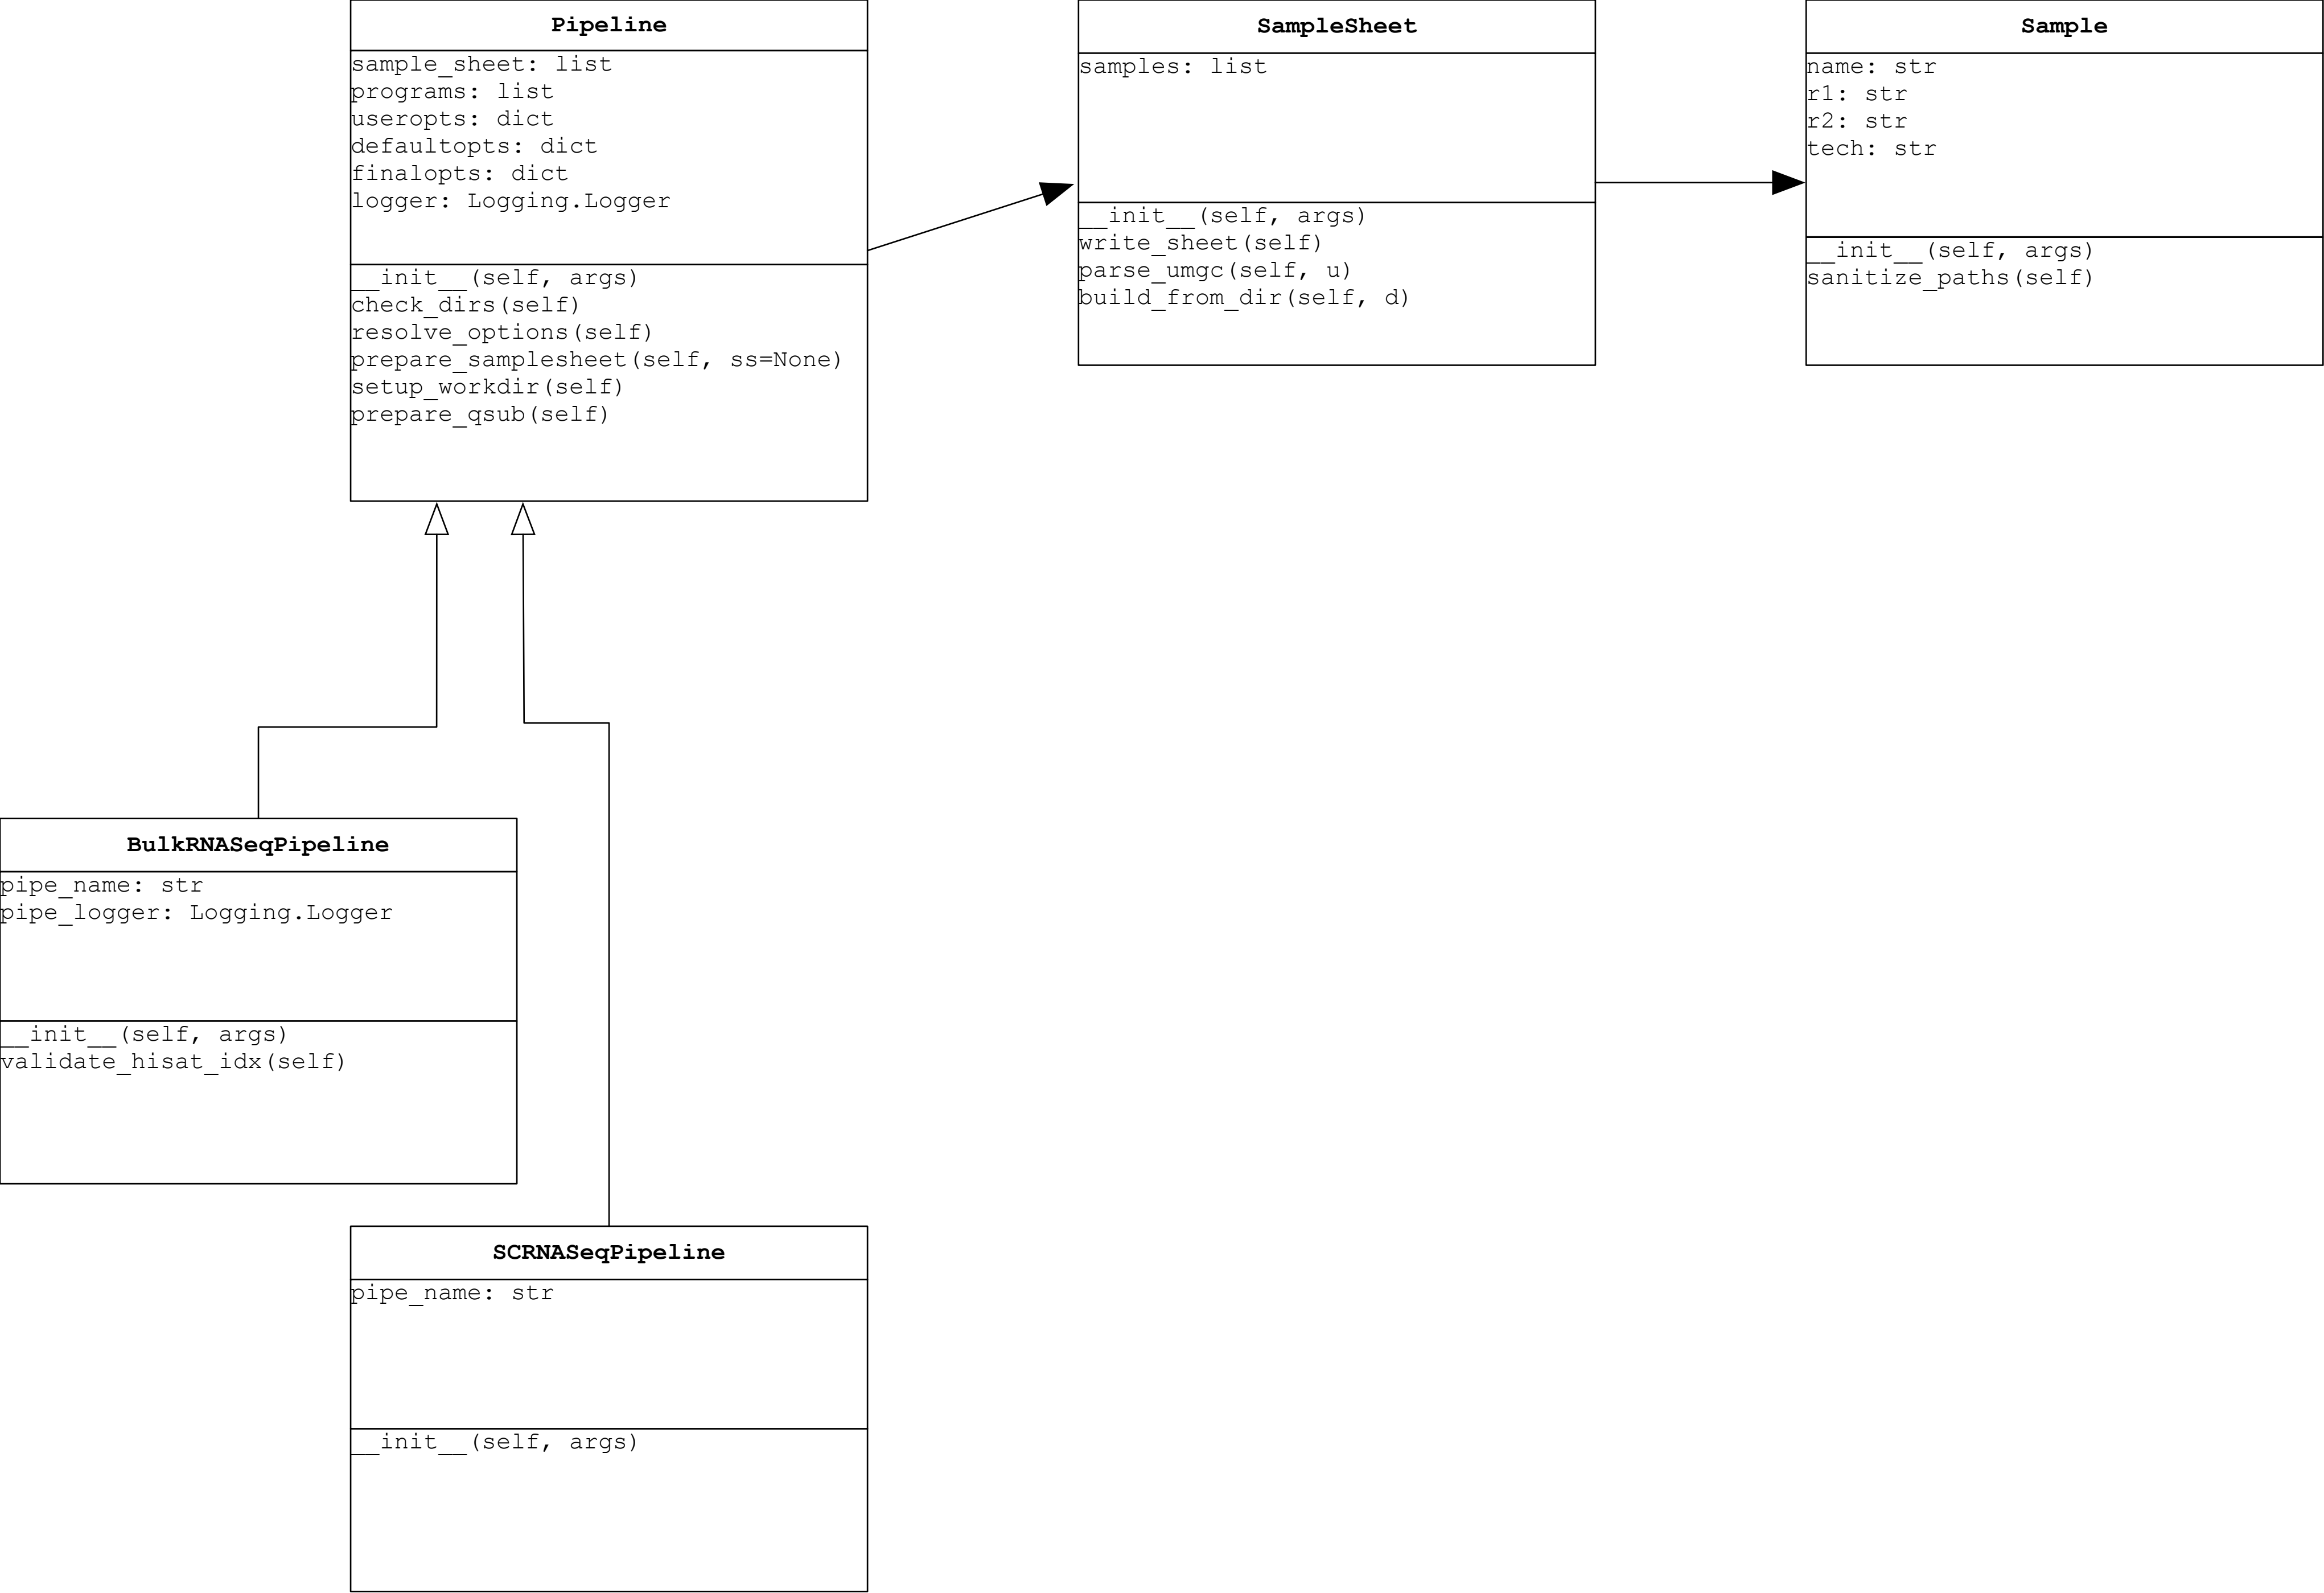 Pipeline
sample_sheet: list
programs: list
useropts: dict
defaultopts: dict
finalopts: dict
logger: Logging.Logger
__init__(self, args)
check_dirs(self)
resolve_options(self)
prepare_samplesheet(self, ss=None)
setup_workdir(self)
prepare_qsub(self)
SampleSheet
samples: list
__init__(self, args)
write_sheet(self)
parse_umgc(self, u)
build_from_dir(self, d)
Sample
name: str
r1: str
r2: str
tech: str
__init__(self, args)
sanitize_paths(self)
BulkRNASeqPipeline
pipe_name: str
pipe_logger: Logging.Logger
__init__(self, args)
validate_hisat_idx(self)
SCRNASeqPipeline
pipe_name: str
__init__(self, args)